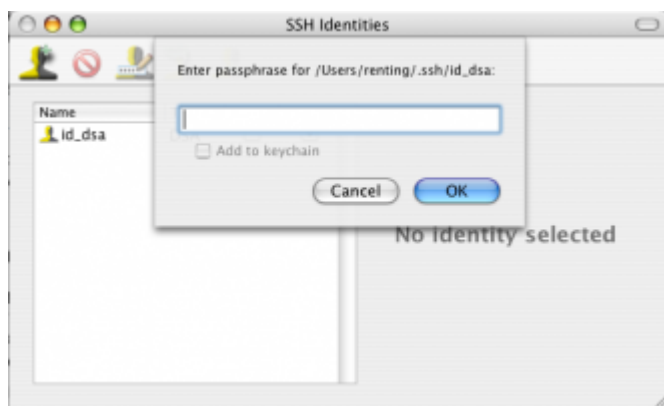 SSH Identities
Enter passphrase for /Users/renting/.ssh/id_dsa:
Name
id_dsa
Add to keychain
Cancel
OK
No identity selected